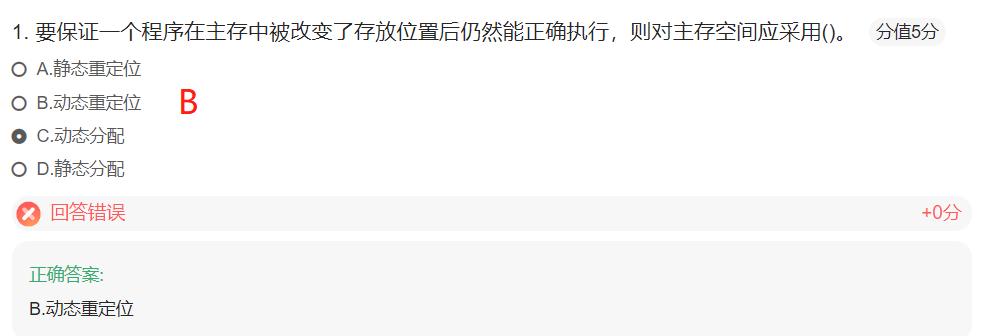 1. 要保证一个程序在主存中被改变了存放位置后仍然能正确执行，则对主存空间应采用()。 分值5分
A.静态重定位
B.动态重定位 B
C.动态分配
D.静态分配
回答错误 +0分
正确答案:
B.动态重定位